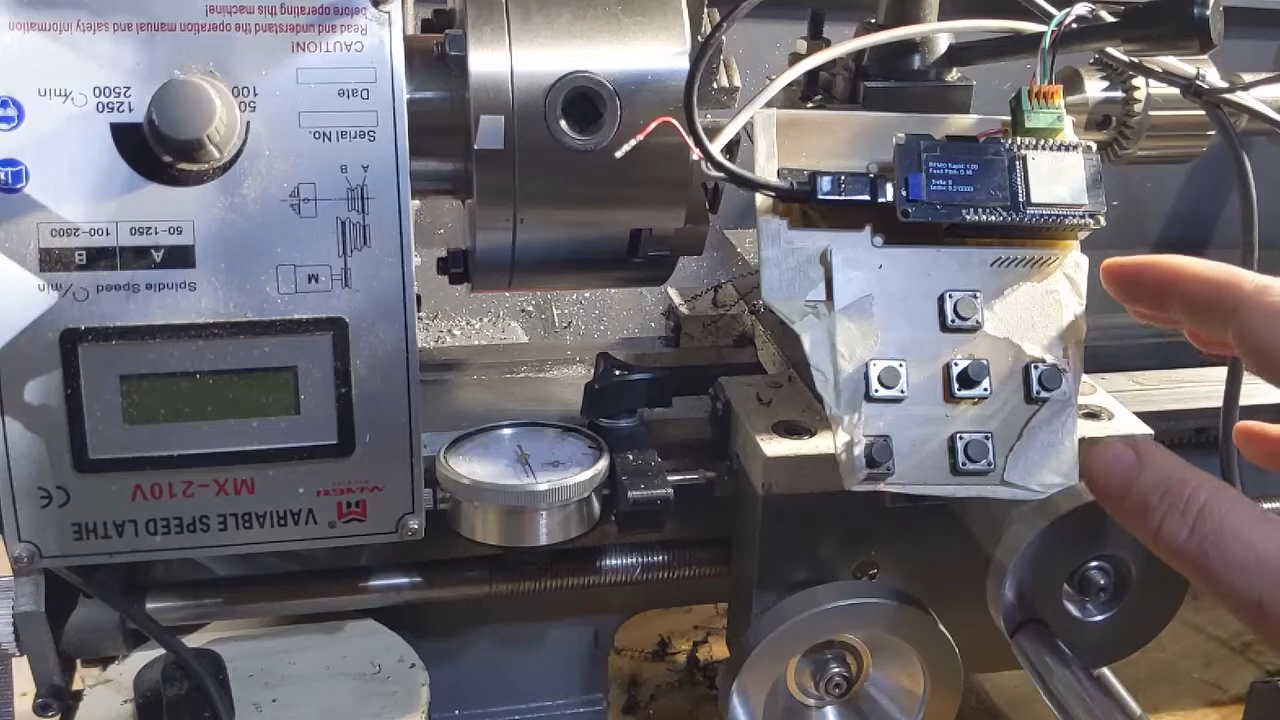 VARIABLE SPEED LATHE
MX-210V
CE
Spindle Speed /min
A 50-1250
B 100-2500
M
A
B
Serial No.
Date
CAUTION!
Read and understand the operation manual and safety information
before operating this machine!
50
100
1250
2500
/min
Rapid: 1.00
Feed Pitch: 0.10